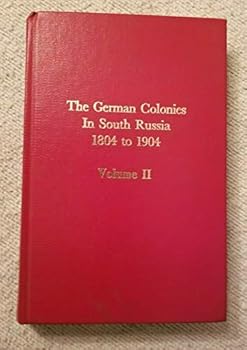 The German Colonies
In South Russia
1804 to 1904
Volume II